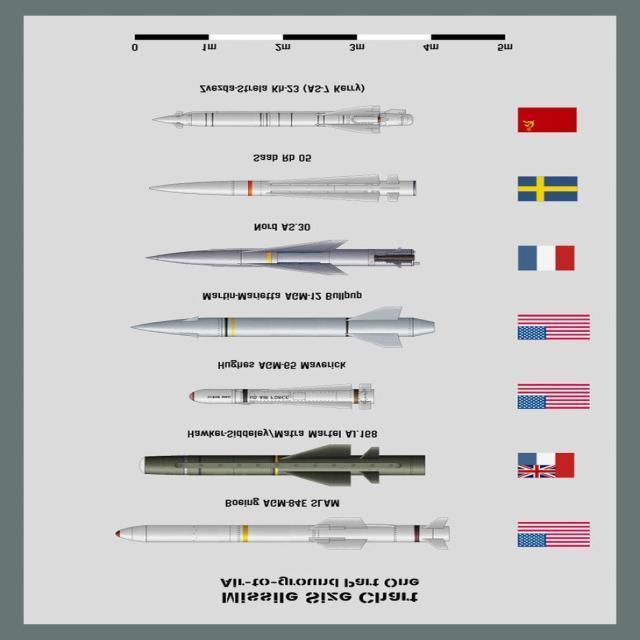 Missile Size Chart
Air-to-ground Part One
Boeing AGM-84E SLAM
Hawker-Siddeley/Matra Martel AJ.168
Hughes AGM-65 Maverick
US AIR FORCE
Martin-Marietta AGM-12 Bullpup
Nord AS.30
Saab Rb 05
Zvezda-Strela Kh-23 (AS-7 Kerry)
0 1m 2m 3m 4m 5m